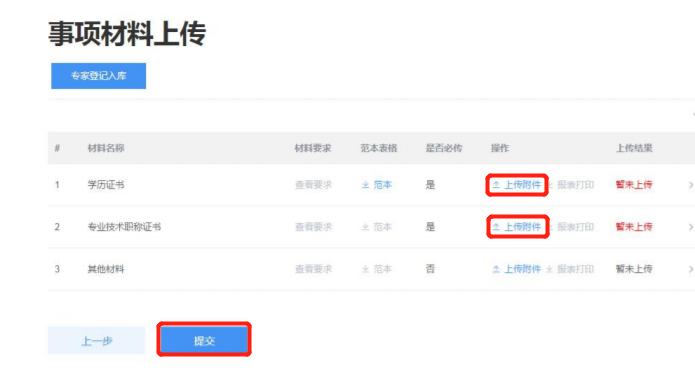 事项材料上传
专家登记入库
# 材料名称 材料要求 范本表格 是否必传 操作 上传结果
1 学历证书 查看要求 范本 是 上传附件 报表打印 暂未上传
2 专业技术职称证书 查看要求 范本 是 上传附件 报表打印 暂未上传
3 其他材料 查看要求 范本 否 上传附件 报表打印 暂未上传
上一步 提交